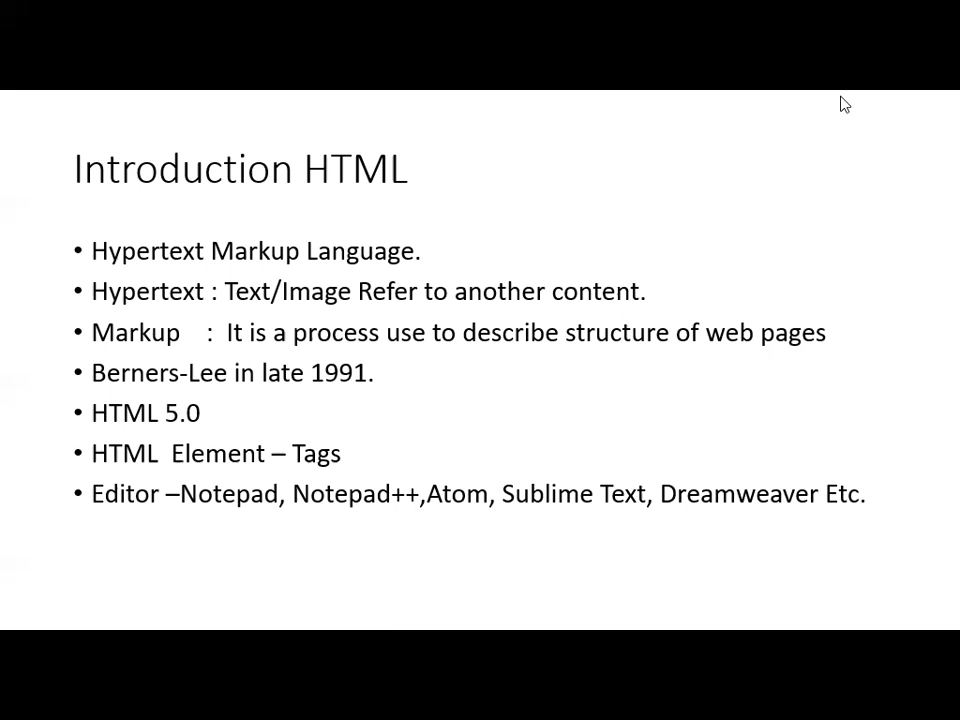 Introduction HTML
• Hypertext Markup Language.
• Hypertext : Text/Image Refer to another content.
• Markup    :  It is a process use to describe structure of web pages
• Berners-Lee in late 1991.
• HTML 5.0
• HTML  Element – Tags
• Editor –Notepad, Notepad++,Atom, Sublime Text, Dreamweaver Etc.